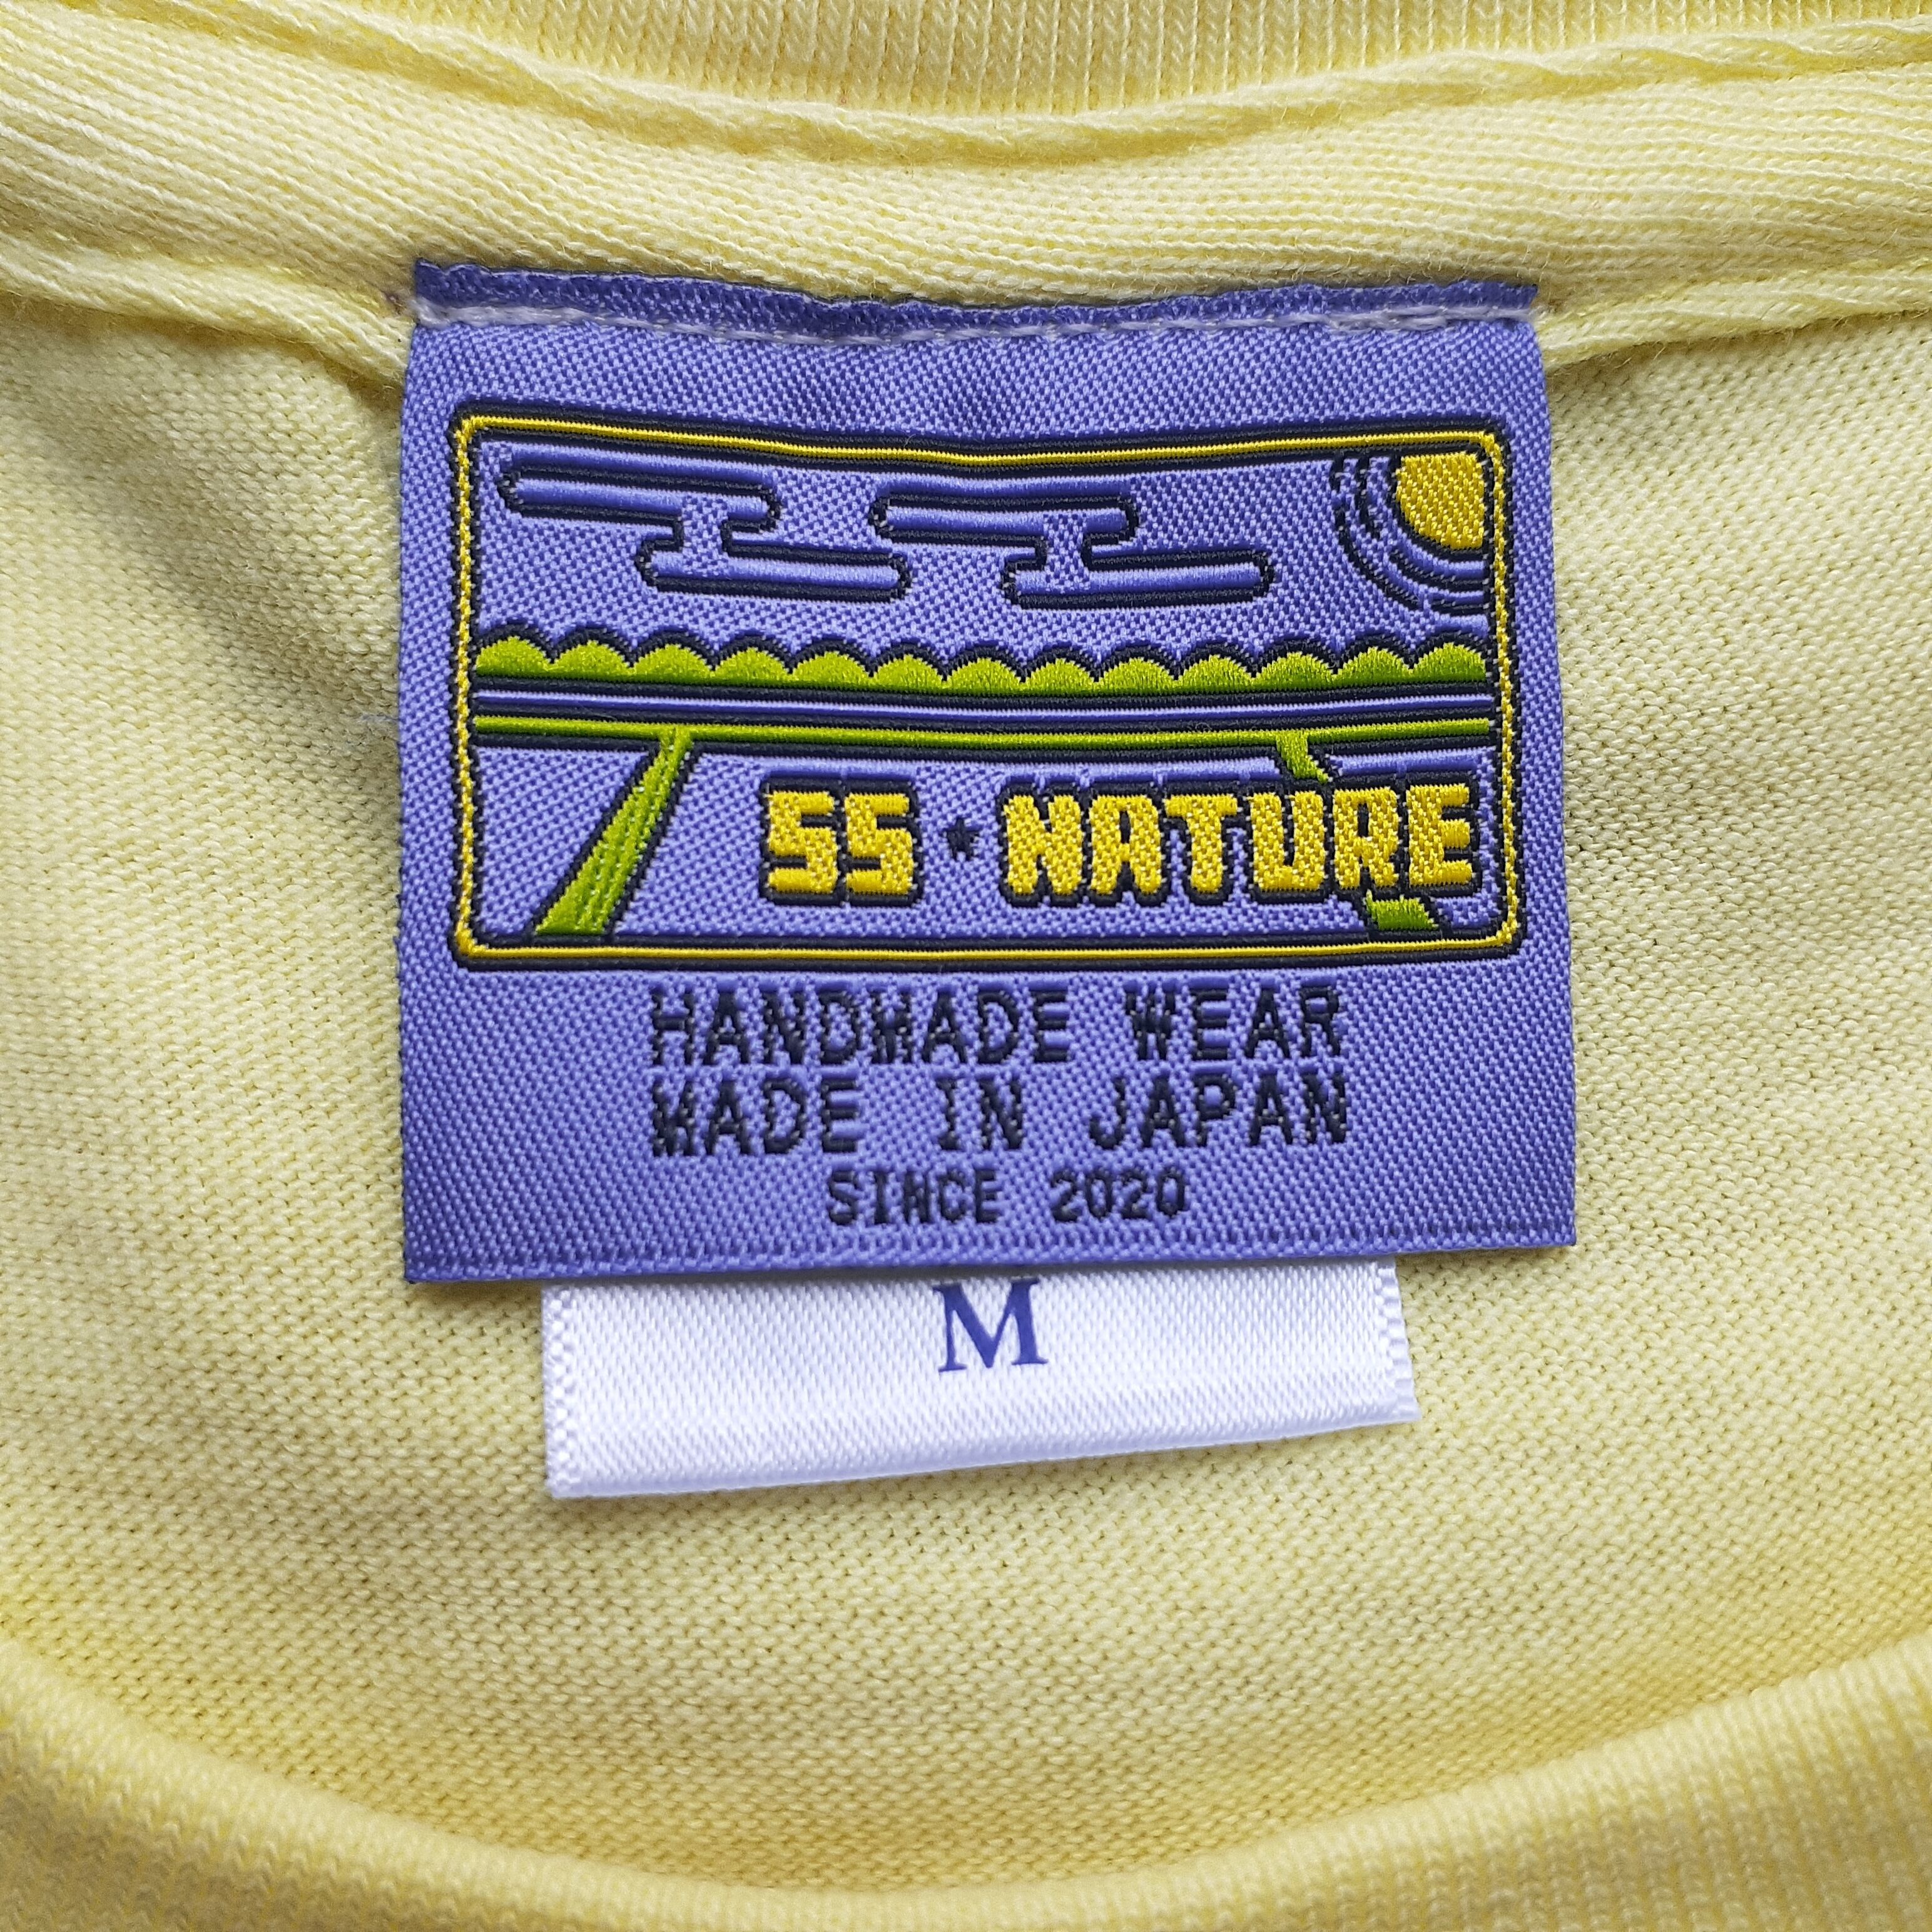 55★NATURE
HANDMADE WEAR
MADE IN JAPAN
SINCE 2020
M